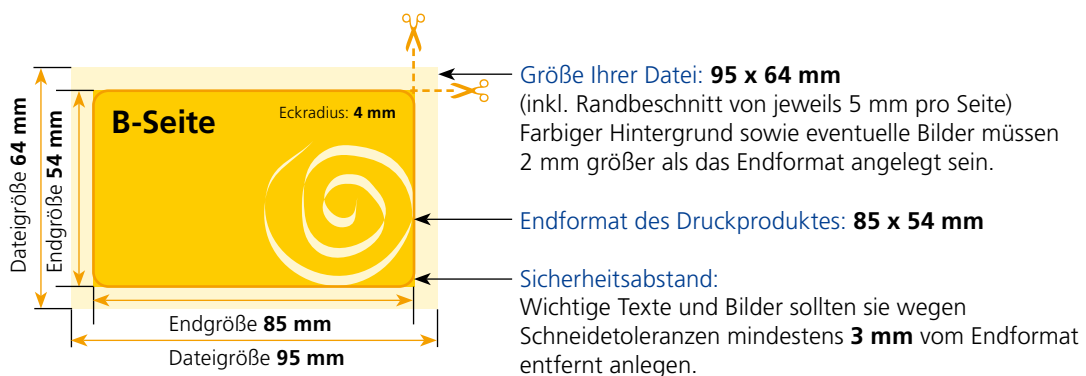 Größe Ihrer Datei: 95 x 64 mm
(inkl. Randbeschnitt von jeweils 5 mm pro Seite)
Farbiger Hintergrund sowie eventuelle Bilder müssen
2 mm größer als das Endformat angelegt sein.
B-Seite
Eckradius: 4 mm
Dateigröße 64 mm
Endgröße 54 mm
Endformat des Druckproduktes: 85 x 54 mm
Sicherheitsabstand:
Wichtige Texte und Bilder sollten sie wegen
Schneidetoleranzen mindestens 3 mm vom Endformat
entfernt anlegen.
Endgröße 85 mm
Dateigröße 95 mm